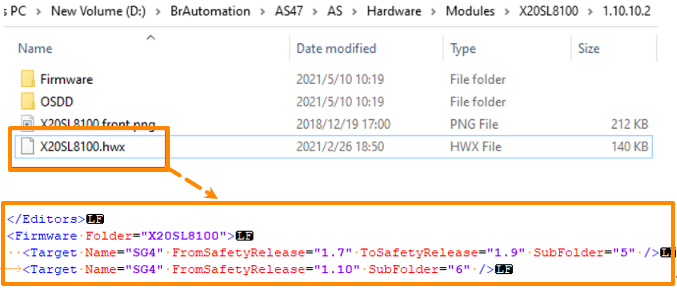 s PC > New Volume (D:) > BrAutomation > AS47 > AS > Hardware > Modules > X20SL8100 > 1.10.10.2
Name Date modified Type Size
Firmware 2021/5/10 10:19 File folder
OSDD 2021/5/10 10:19 File folder
X20SL8100.front.png 2018/12/19 17:00 PNG File 212 KB
X20SL8100.hwx 2021/2/26 18:50 HWX File 140 KB
</Editors>LF
<Firmware Folder="X20SL8100">LF
<Target Name="SG4" FromSafetyRelease="1.7" ToSafetyRelease="1.9" SubFolder="5" />LF
<Target Name="SG4" FromSafetyRelease="1.10" SubFolder="6" />LF